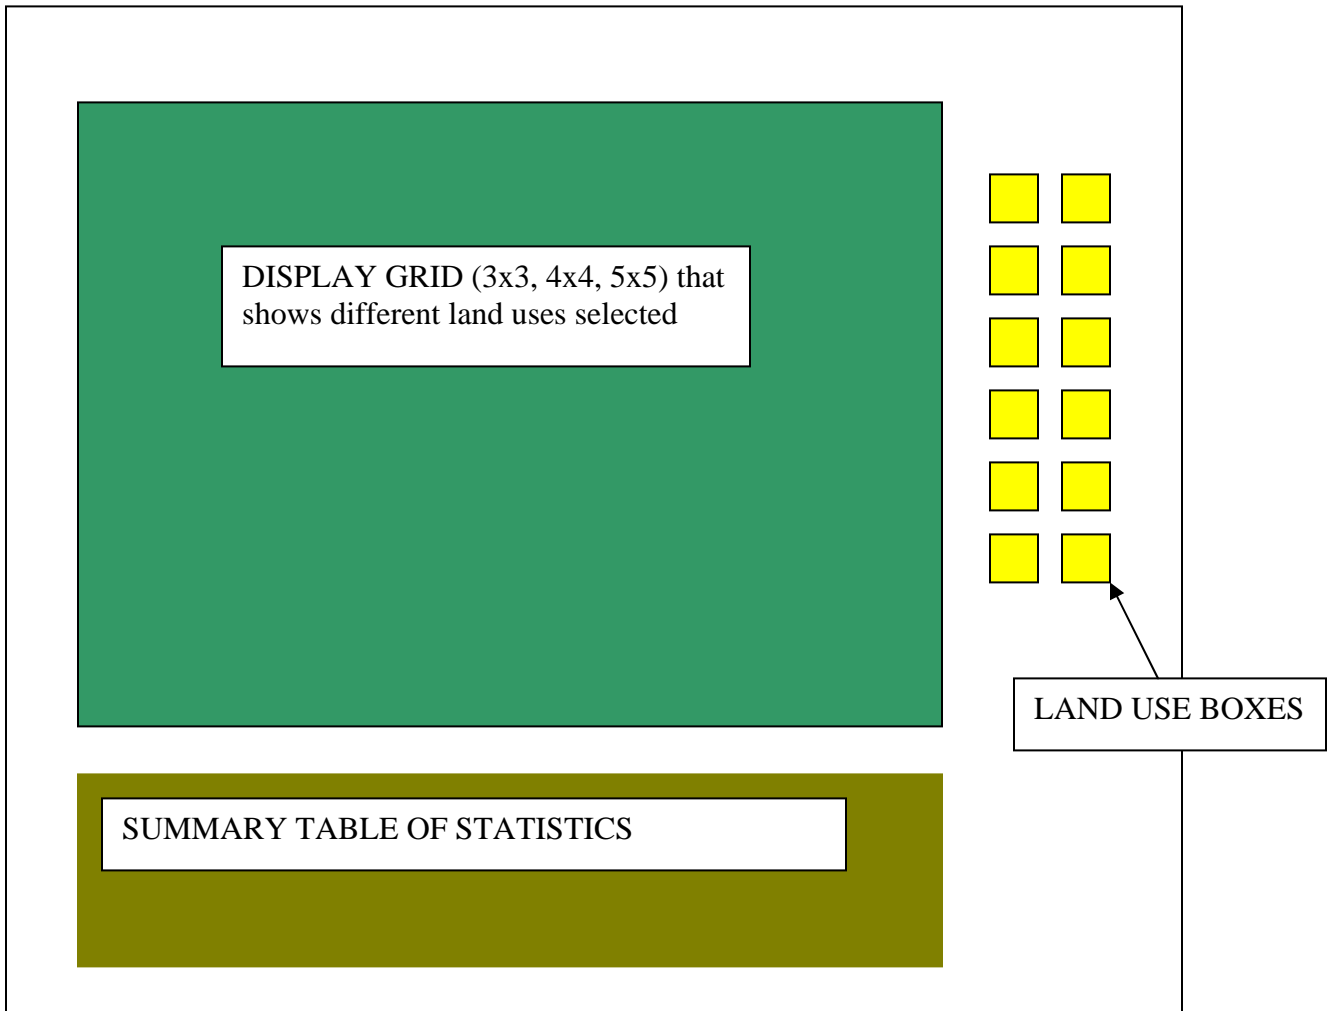 DISPLAY GRID (3x3, 4x4, 5x5) that
shows different land uses selected
LAND USE BOXES
SUMMARY TABLE OF STATISTICS